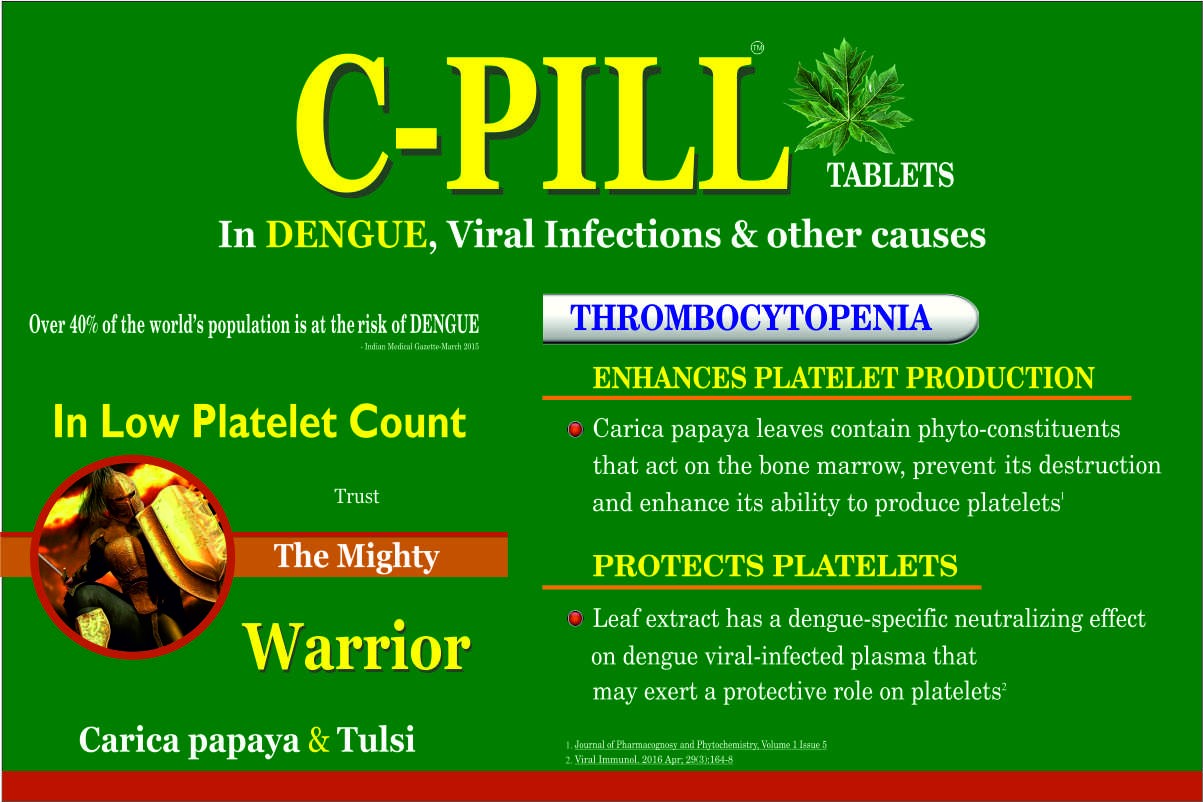 C-PILL™
TABLETS
In DENGUE, Viral Infections & other causes
Over 40% of the world's population is at the risk of DENGUE
- Indian Medical Gazette-March 2015
In Low Platelet Count
Trust
The Mighty
Warrior
Carica papaya & Tulsi
THROMBOCYTOPENIA
ENHANCES PLATELET PRODUCTION
Carica papaya leaves contain phyto-constituents
that act on the bone marrow, prevent its destruction
and enhance its ability to produce platelets¹
PROTECTS PLATELETS
Leaf extract has a dengue-specific neutralizing effect
on dengue viral-infected plasma that
may exert a protective role on platelets²
1. Journal of Pharmacognosy and Phytochemistry, Volume 1 Issue 5
2. Viral Immunol. 2016 Apr; 29(3):164-8